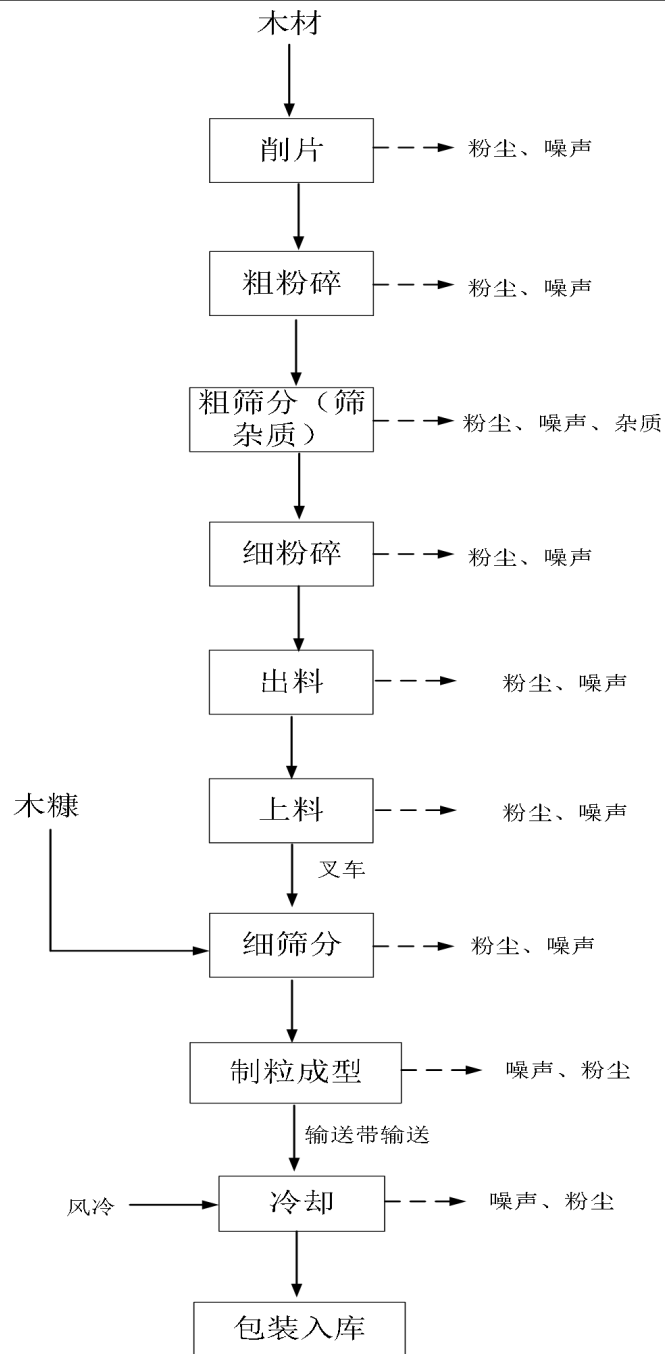 木材
削片
粉尘、噪声
粗粉碎
粉尘、噪声
粗筛分（筛
杂质）
粉尘、噪声、杂质
细粉碎
粉尘、噪声
出料
粉尘、噪声
木糠
上料
粉尘、噪声
叉车
细筛分
粉尘、噪声
制粒成型
噪声、粉尘
输送带输送
风冷
冷却
噪声、粉尘
包装入库